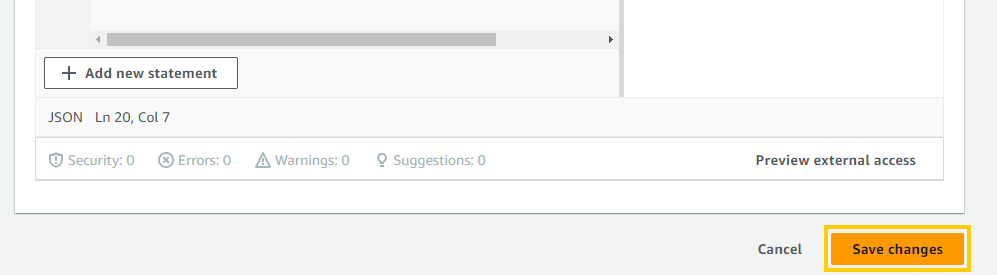 Add new statement
JSON Ln 20, Col 7
Security: 0 Errors: 0 Warnings: 0 Suggestions: 0 Preview external access
Cancel Save changes